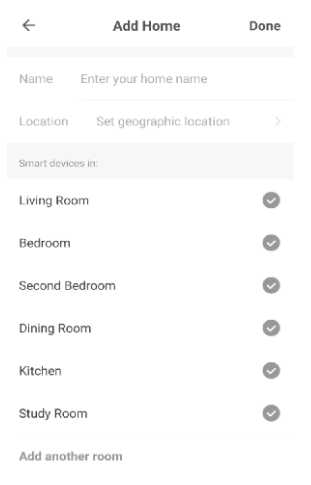 Add Home Done
Name Enter your home name
Location Set geographic location
Smart devices in:
Living Room
Bedroom
Second Bedroom
Dining Room
Kitchen
Study Room
Add another room